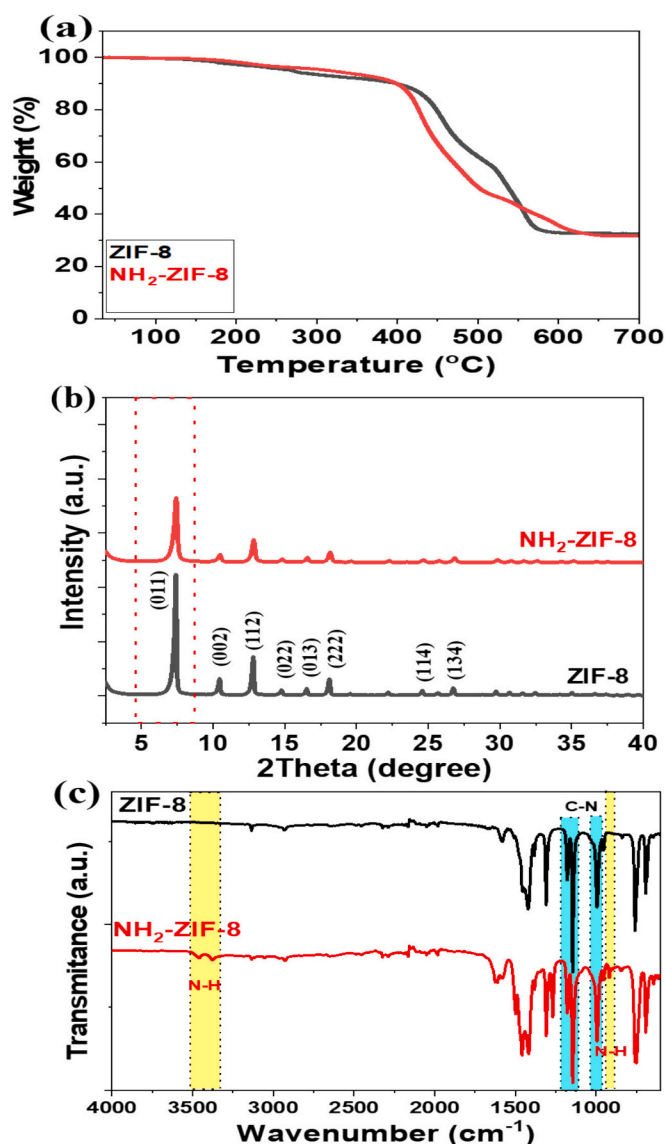 (a)
100
80
60
40
20
0
Weight (%)
ZIF-8
NH₂-ZIF-8
100 200 300 400 500 600 700
Temperature (°C)
(b)
Intensity (a.u.)
NH₂-ZIF-8
(011)
(002)
(112)
(022)
(013)
(222)
(114)
(134)
ZIF-8
5 10 15 20 25 30 35 40
2Theta (degree)
(c)
ZIF-8
C-N
Transmitance (a.u.)
NH₂-ZIF-8
N-H
N-H
4000 3500 3000 2500 2000 1500 1000
Wavenumber (cm⁻¹)